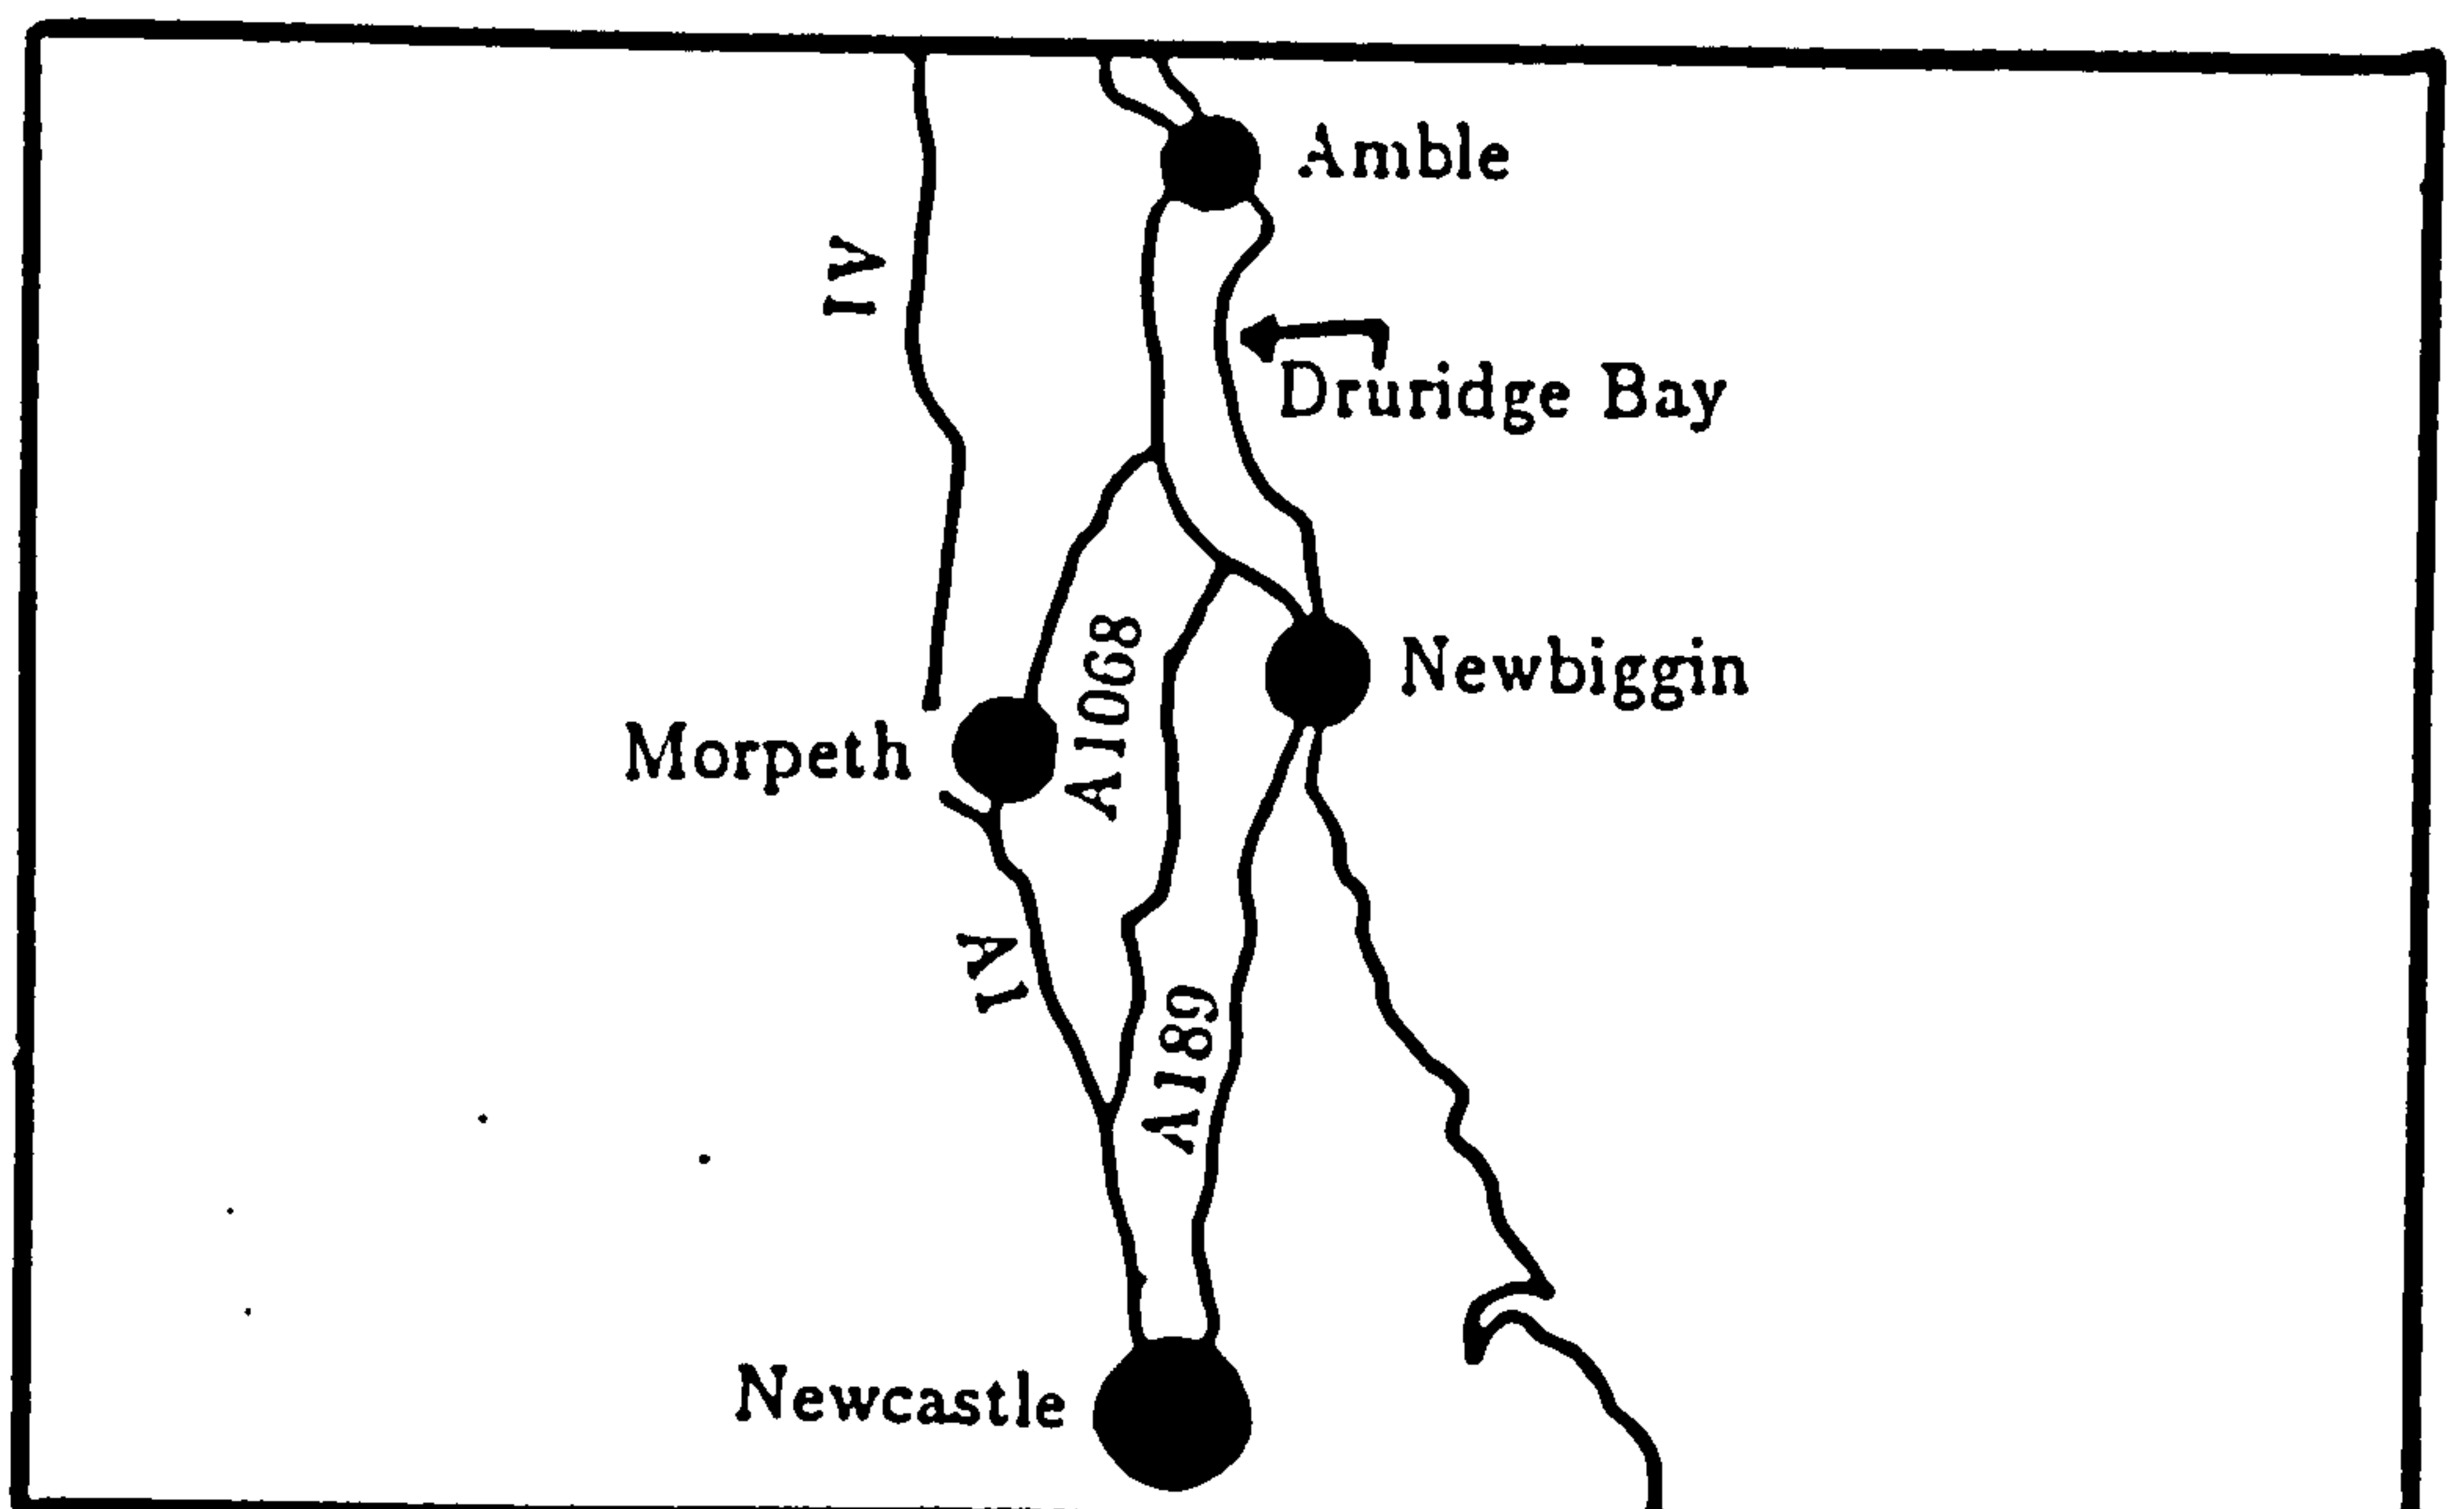 Amble
A1
Druridge Bay
A1068
Newbiggin
Morpeth
A1
A189
Newcastle